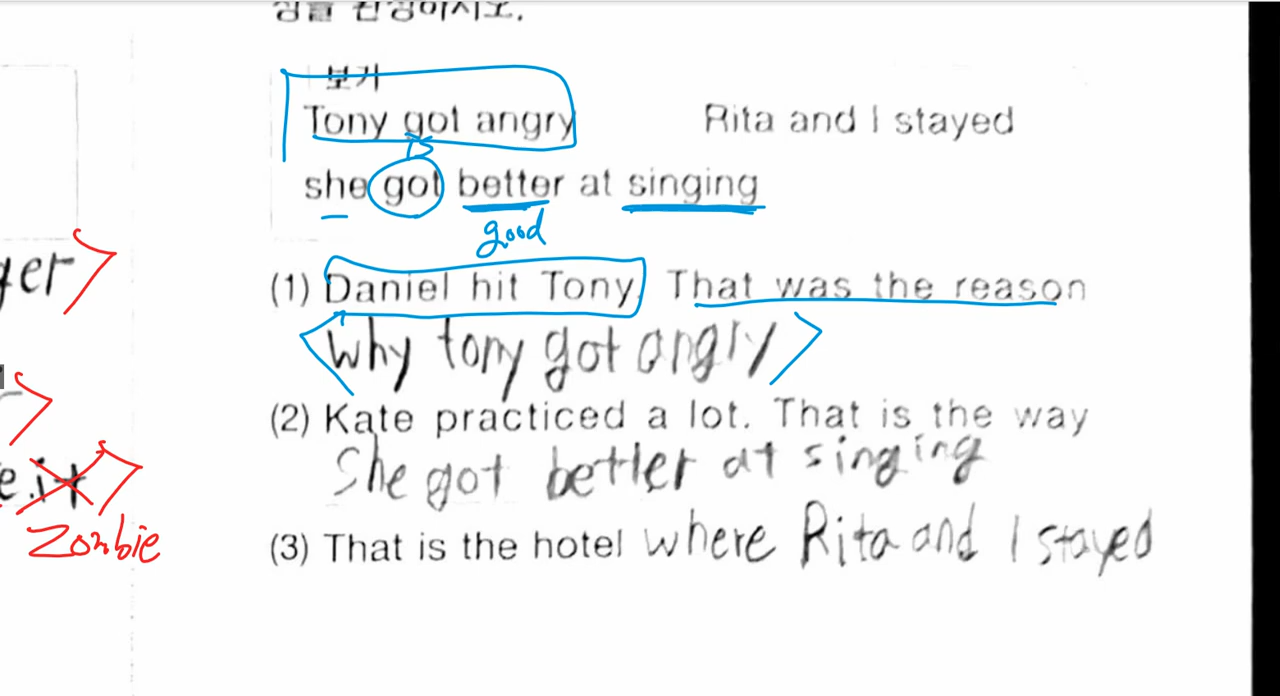 보기
Tony got angry Rita and I stayed
she got better at singing
good
ger
(1) Daniel hit Tony That was the reason
why tony got angry
(2) Kate practiced a lot. That is the way
She got better at singing
e.it
Zombie
(3) That is the hotel where Rita and I stayed